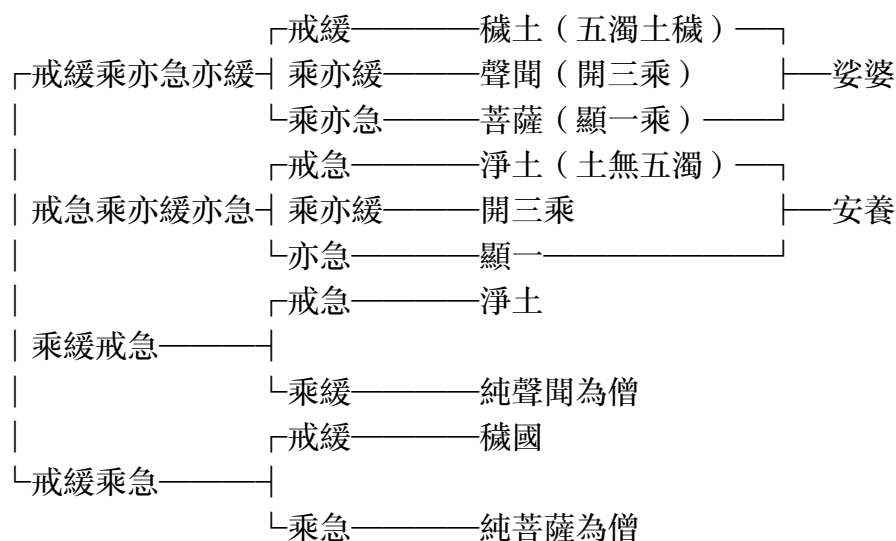 戒緩 穢土(五濁土穢)
戒緩乘亦急亦緩 乘亦緩 聲聞(開三乘) 娑婆
乘亦急 菩薩(顯一乘)
戒急 淨土(土無五濁)
戒急乘亦緩亦急 乘亦緩 開三乘 安養
亦急 顯一
戒急 淨土
乘緩戒急
乘緩 純聲聞為僧
戒緩 穢國
戒緩乘急
乘急 純菩薩為僧